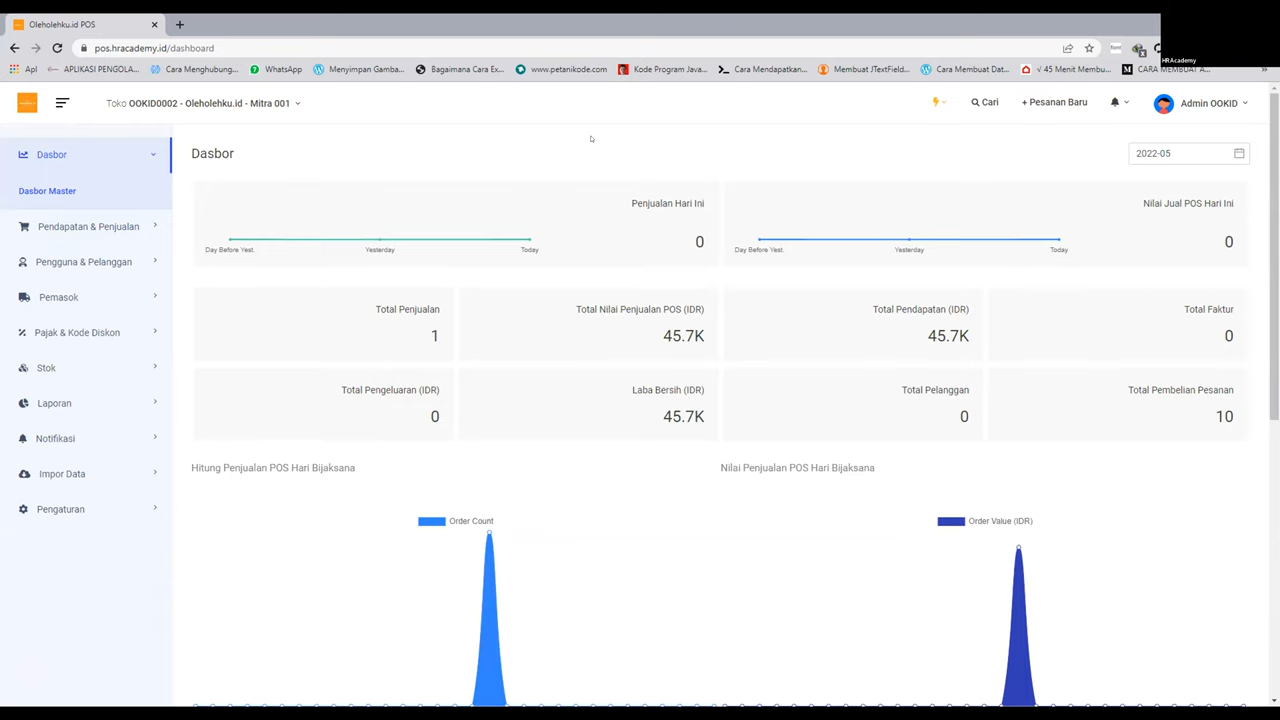 Oleholehku.id POS
pos.hracademy.id/dashboard
HRAcademy
Apl
APLIKASI PENGOLA...
Cara Menghubung...
WhatsApp
Menyimpan Gamba...
Bagaimana Cara Ex...
www.petanikode.com
Kode Program Java...
Cara Mendapatkan...
Membuat JTextField...
Cara Membuat Dat...
√ 45 Menit Membu...
CARA MEMBUAT A...
Toko OOKID0002 - Oleholehku.id - Mitra 001
Cari
+ Pesanan Baru
Admin OOKID
Dasbor
Dasbor Master
Pendapatan & Penjualan
Pengguna & Pelanggan
Pemasok
Pajak & Kode Diskon
Stok
Laporan
Notifikasi
Impor Data
Pengaturan
Dasbor
2022-05
Penjualan Hari Ini
0
Day Before Yest.
Yesterday
Today
Nilai Jual POS Hari Ini
0
Day Before Yest.
Yesterday
Today
Total Penjualan
1
Total Nilai Penjualan POS (IDR)
45.7K
Total Pendapatan (IDR)
45.7K
Total Faktur
0
Total Pengeluaran (IDR)
0
Laba Bersih (IDR)
45.7K
Total Pelanggan
0
Total Pembelian Pesanan
10
Hitung Penjualan POS Hari Bijaksana
Order Count
Nilai Penjualan POS Hari Bijaksana
Order Value (IDR)